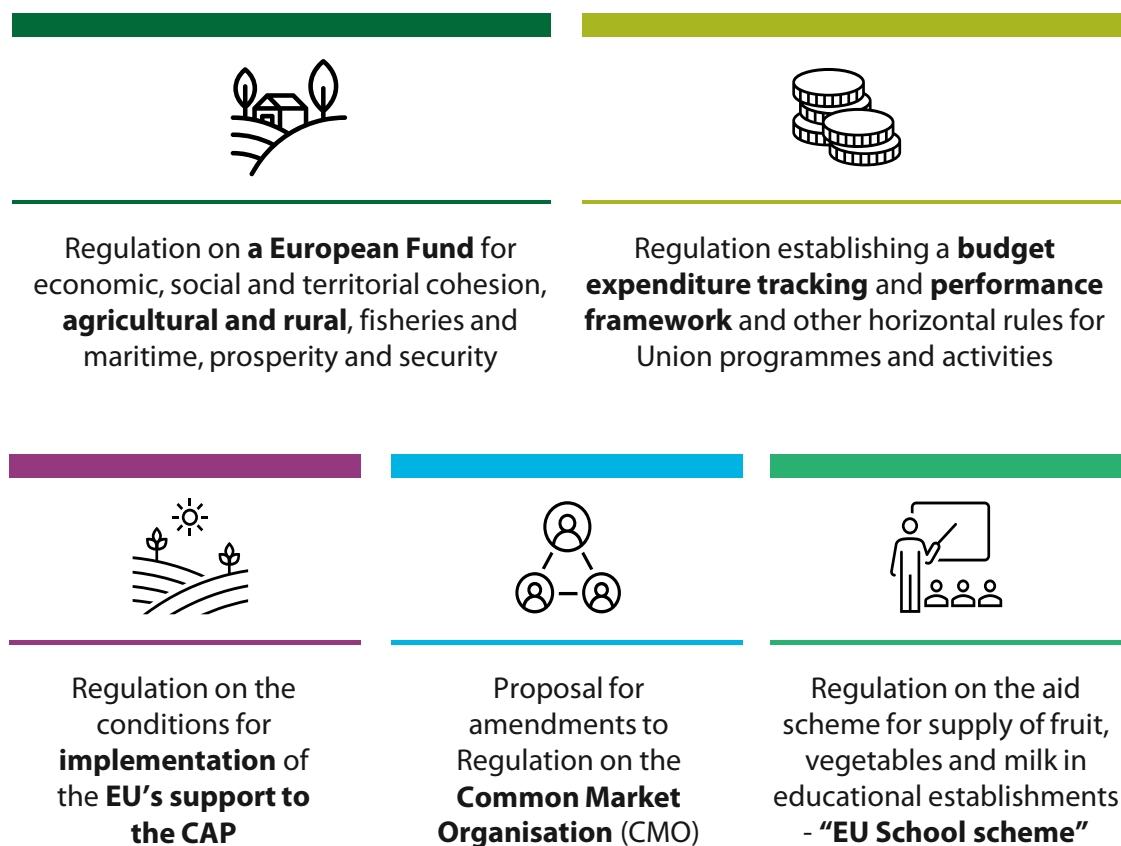 Regulation on a European Fund for
economic, social and territorial cohesion,
agricultural and rural, fisheries and
maritime, prosperity and security
Regulation establishing a budget
expenditure tracking and performance
framework and other horizontal rules for
Union programmes and activities
Regulation on the
conditions for
implementation of
the EU's support to
the CAP
Proposal for
amendments to
Regulation on the
Common Market
Organisation (CMO)
Regulation on the aid
scheme for supply of fruit,
vegetables and milk in
educational establishments
- “EU School scheme”